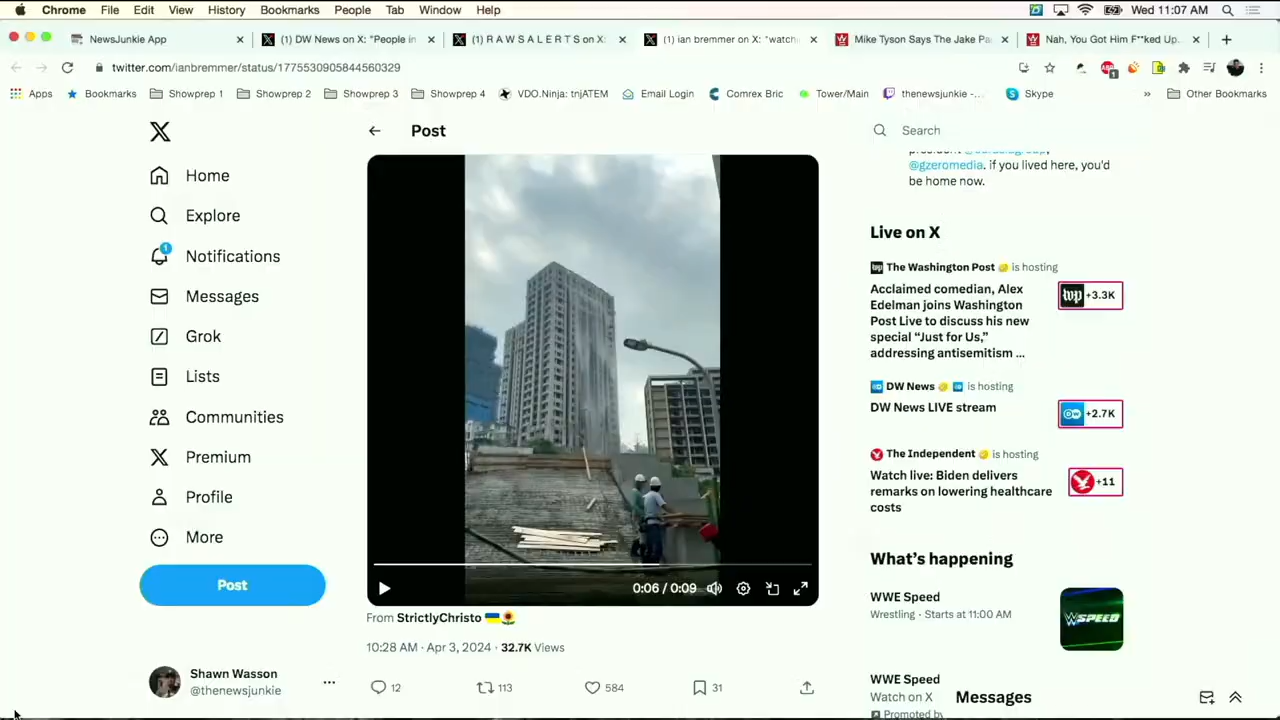 Chrome File Edit View History Bookmarks People Tab Window Help
Wed 11:07 AM
NewsJunkie App
(1) DW News on X: "People in
(1) R A W S A L E R T S on X:
(1) ian bremmer on X: "watch
Mike Tyson Says The Jake Pa
Nah, You Got Him F**ked Up.
twitter.com/ianbremmer/status/1775530905844560329
Apps Bookmarks Showprep 1 Showprep 2 Showprep 3 Showprep 4 VDO.Ninja: tnjATEM Email Login Comrex Bric Tower/Main thenewsjunkie -... Skype » Other Bookmarks
Home
Explore
1
Notifications
Messages
Grok
Lists
Communities
Premium
Profile
More
Post
Shawn Wasson
@thenewsjunkie
Post
0:06 / 0:09
From StrictlyChristo
10:28 AM · Apr 3, 2024 · 32.7K Views
12 113 584 31
Search
@gzeromedia. if you lived here, you'd
be home now.
Live on X
The Washington Post is hosting
Acclaimed comedian, Alex
Edelman joins Washington
Post Live to discuss his new
special "Just for Us,"
addressing antisemitism ...
wp +3.3K
DW News is hosting
DW News LIVE stream
+2.7K
The Independent is hosting
Watch live: Biden delivers
remarks on lowering healthcare
costs
+11
What's happening
WWE Speed
Wrestling · Starts at 11:00 AM
SPEED
WWE Speed
Watch on X
Promoted by
Messages